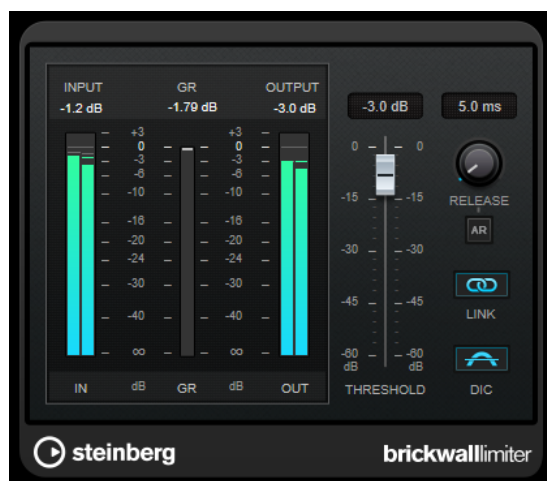 INPUT GR OUTPUT
-1.2 dB -1.79 dB -3.0 dB
-3.0 dB 5.0 ms
+3 +3
0 0 0 0
-3 -3
-6 -6
-10 -10
-15 -15
-16 -16
-20 -20
-24 -24
-30 -30 -30 -30
-40 -40
-45 -45
∞ ∞
-60 -60
dB dB
IN dB GR dB OUT
THRESHOLD
RELEASE
AR
LINK
DIC
steinberg
brickwalllimiter